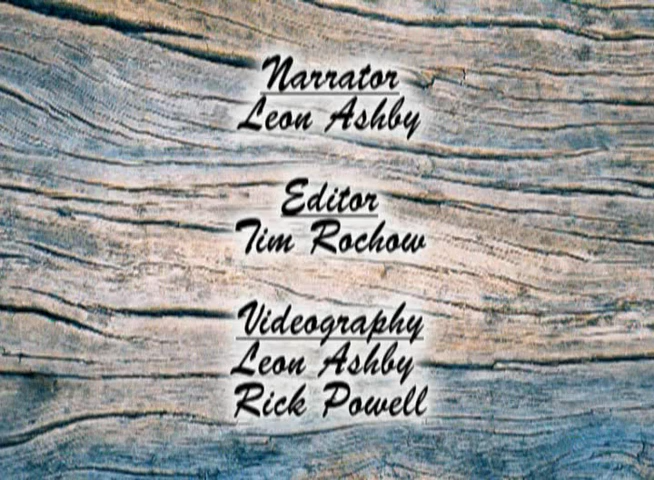 Narrator
Leon Ashby
Editor
Tim Rochow
Videography
Leon Ashby
Rick Powell